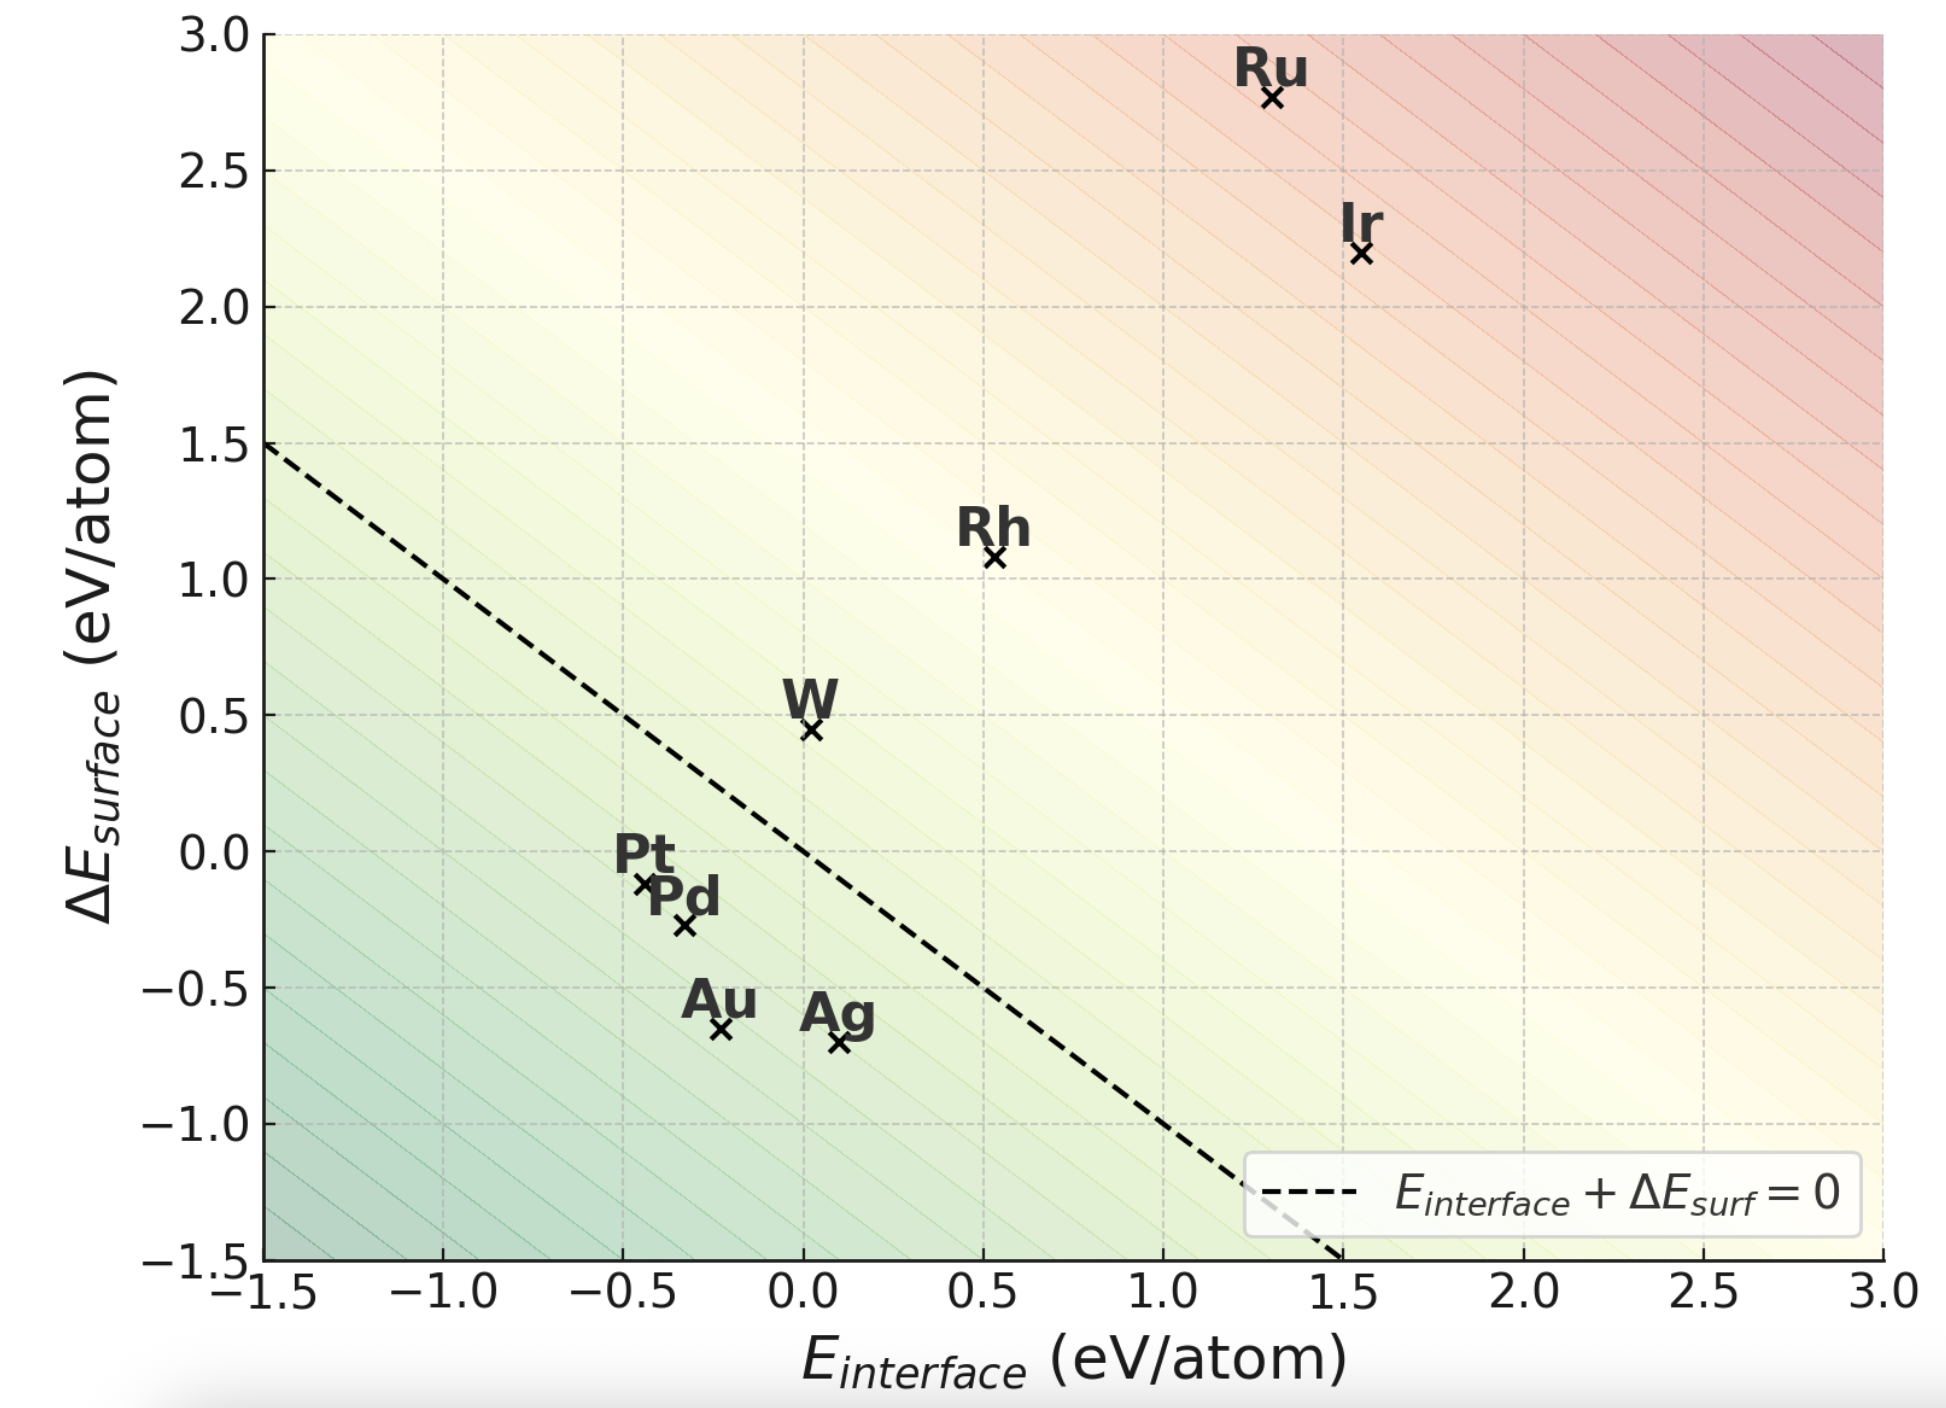 3.0
2.5
2.0
1.5
1.0
0.5
0.0
−0.5
−1.0
−1.5
ΔE_surface (eV/atom)
Ru
Ir
Rh
W
Pt
Pd
Au
Ag
E_interface + ΔE_surf = 0
−1.5 −1.0 −0.5 0.0 0.5 1.0 1.5 2.0 2.5 3.0
E_interface (eV/atom)